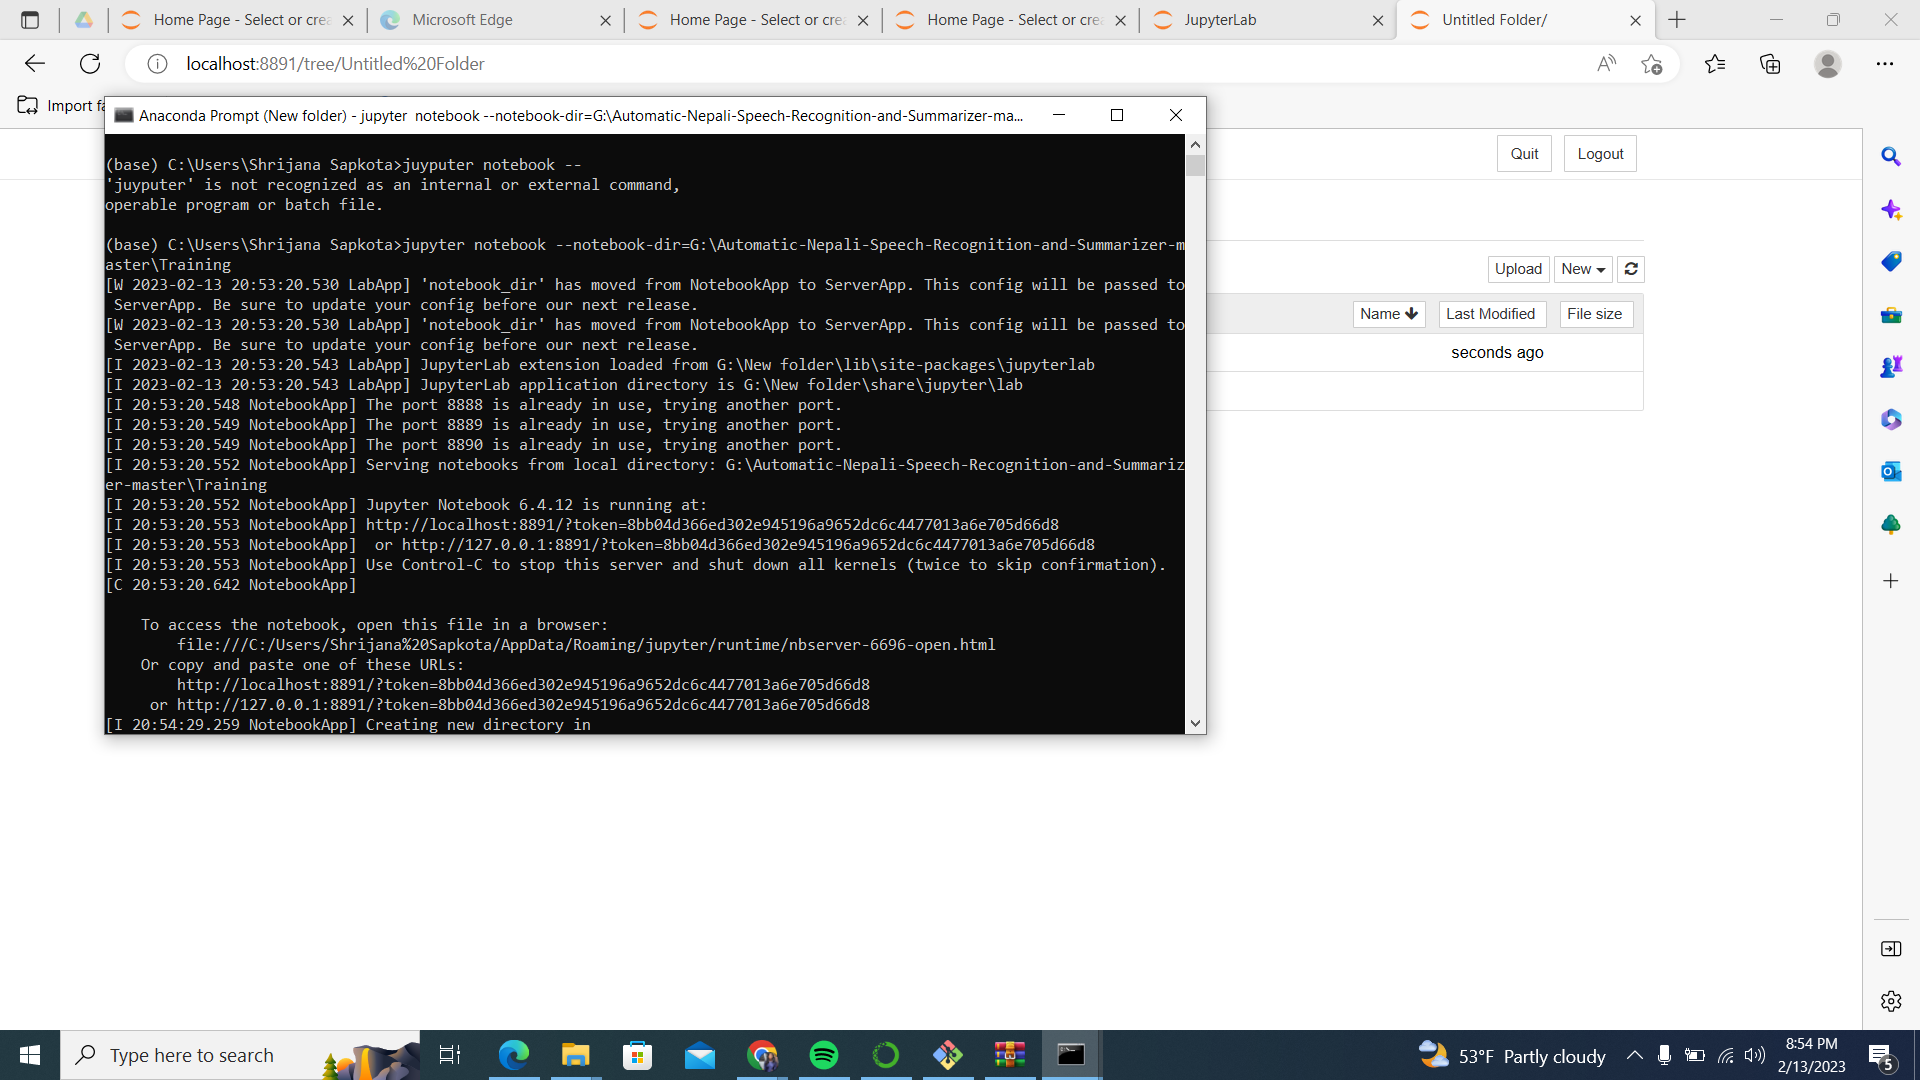 Home Page - Select or crea
Microsoft Edge
Home Page - Select or crea
Home Page - Select or crea
JupyterLab
Untitled Folder/
localhost:8891/tree/Untitled%20Folder
Import fa
Anaconda Prompt (New folder) - jupyter  notebook --notebook-dir=G:\Automatic-Nepali-Speech-Recognition-and-Summarizer-ma...
(base) C:\Users\Shrijana Sapkota>juyputer notebook --
'juyputer' is not recognized as an internal or external command,
operable program or batch file.
(base) C:\Users\Shrijana Sapkota>jupyter notebook --notebook-dir=G:\Automatic-Nepali-Speech-Recognition-and-Summarizer-m
aster\Training
[W 2023-02-13 20:53:20.530 LabApp] 'notebook_dir' has moved from NotebookApp to ServerApp. This config will be passed to
 ServerApp. Be sure to update your config before our next release.
[W 2023-02-13 20:53:20.530 LabApp] 'notebook_dir' has moved from NotebookApp to ServerApp. This config will be passed to
 ServerApp. Be sure to update your config before our next release.
[I 2023-02-13 20:53:20.543 LabApp] JupyterLab extension loaded from G:\New folder\lib\site-packages\jupyterlab
[I 2023-02-13 20:53:20.543 LabApp] JupyterLab application directory is G:\New folder\share\jupyter\lab
[I 20:53:20.548 NotebookApp] The port 8888 is already in use, trying another port.
[I 20:53:20.549 NotebookApp] The port 8889 is already in use, trying another port.
[I 20:53:20.549 NotebookApp] The port 8890 is already in use, trying another port.
[I 20:53:20.552 NotebookApp] Serving notebooks from local directory: G:\Automatic-Nepali-Speech-Recognition-and-Summariz
er-master\Training
[I 20:53:20.552 NotebookApp] Jupyter Notebook 6.4.12 is running at:
[I 20:53:20.553 NotebookApp] http://localhost:8891/?token=8bb04d366ed302e945196a9652dc6c4477013a6e705d66d8
[I 20:53:20.553 NotebookApp]  or http://127.0.0.1:8891/?token=8bb04d366ed302e945196a9652dc6c4477013a6e705d66d8
[I 20:53:20.553 NotebookApp] Use Control-C to stop this server and shut down all kernels (twice to skip confirmation).
[C 20:53:20.642 NotebookApp]
To access the notebook, open this file in a browser:
file:///C:/Users/Shrijana%20Sapkota/AppData/Roaming/jupyter/runtime/nbserver-6696-open.html
Or copy and paste one of these URLs:
http://localhost:8891/?token=8bb04d366ed302e945196a9652dc6c4477013a6e705d66d8
or http://127.0.0.1:8891/?token=8bb04d366ed302e945196a9652dc6c4477013a6e705d66d8
[I 20:54:29.259 NotebookApp] Creating new directory in
Quit
Logout
Upload
New
Name
Last Modified
File size
seconds ago
Type here to search
53°F Partly cloudy
8:54 PM
2/13/2023
5